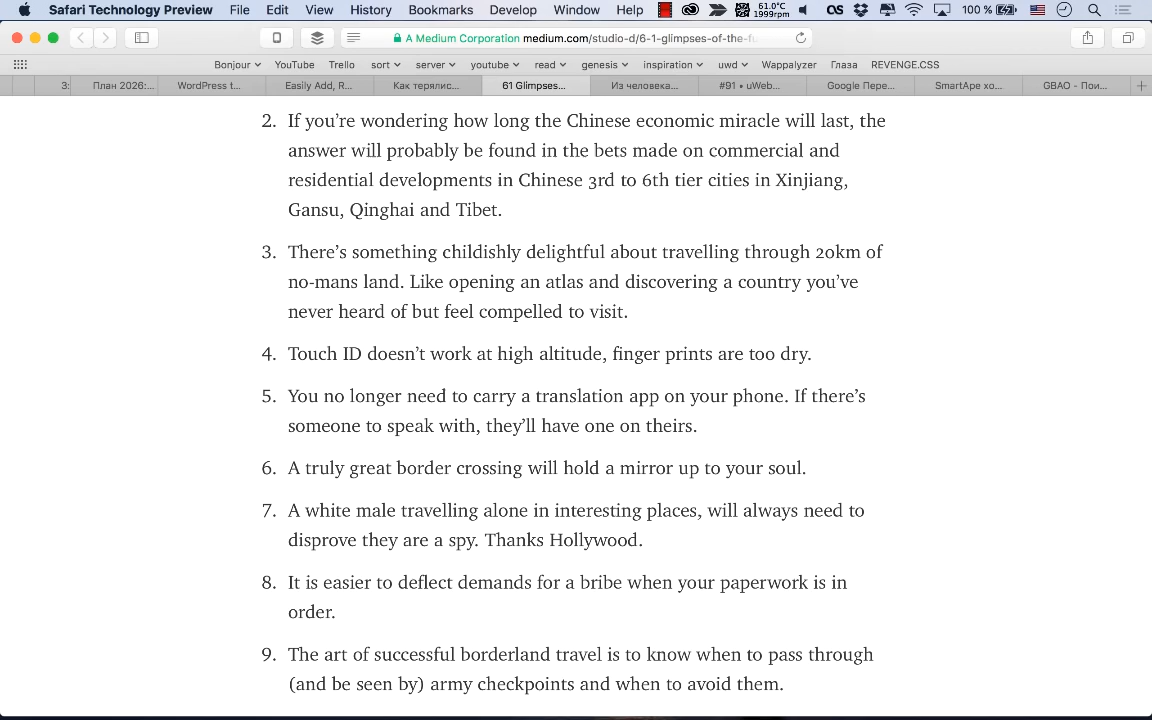 Safari Technology Preview File Edit View History Bookmarks Develop Window Help 61.0°C 1999rpm 100 %
A Medium Corporation medium.com/studio-d/6-1-glimpses-of-the-fu
Bonjour YouTube Trello sort server youtube read genesis inspiration uwd Wappalyzer Глаза REVENGE.CSS
3: План 2026:... WordPress t... Easily Add, R... Как терялис... 61 Glimpses... Из человека... #91 • uWeb... Google Пере... SmartApe хо... GBAO - Пои...
2. If you’re wondering how long the Chinese economic miracle will last, the
answer will probably be found in the bets made on commercial and
residential developments in Chinese 3rd to 6th tier cities in Xinjiang,
Gansu, Qinghai and Tibet.
3. There’s something childishly delightful about travelling through 20km of
no-mans land. Like opening an atlas and discovering a country you’ve
never heard of but feel compelled to visit.
4. Touch ID doesn’t work at high altitude, finger prints are too dry.
5. You no longer need to carry a translation app on your phone. If there’s
someone to speak with, they’ll have one on theirs.
6. A truly great border crossing will hold a mirror up to your soul.
7. A white male travelling alone in interesting places, will always need to
disprove they are a spy. Thanks Hollywood.
8. It is easier to deflect demands for a bribe when your paperwork is in
order.
9. The art of successful borderland travel is to know when to pass through
(and be seen by) army checkpoints and when to avoid them.